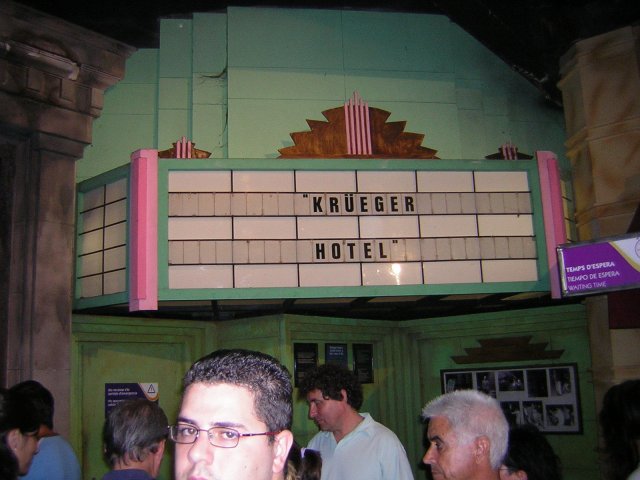 "KRÜEGER
HOTEL"
TEMPS D'ESPERA
TIEMPO DE ESPERA
WAITING TIME